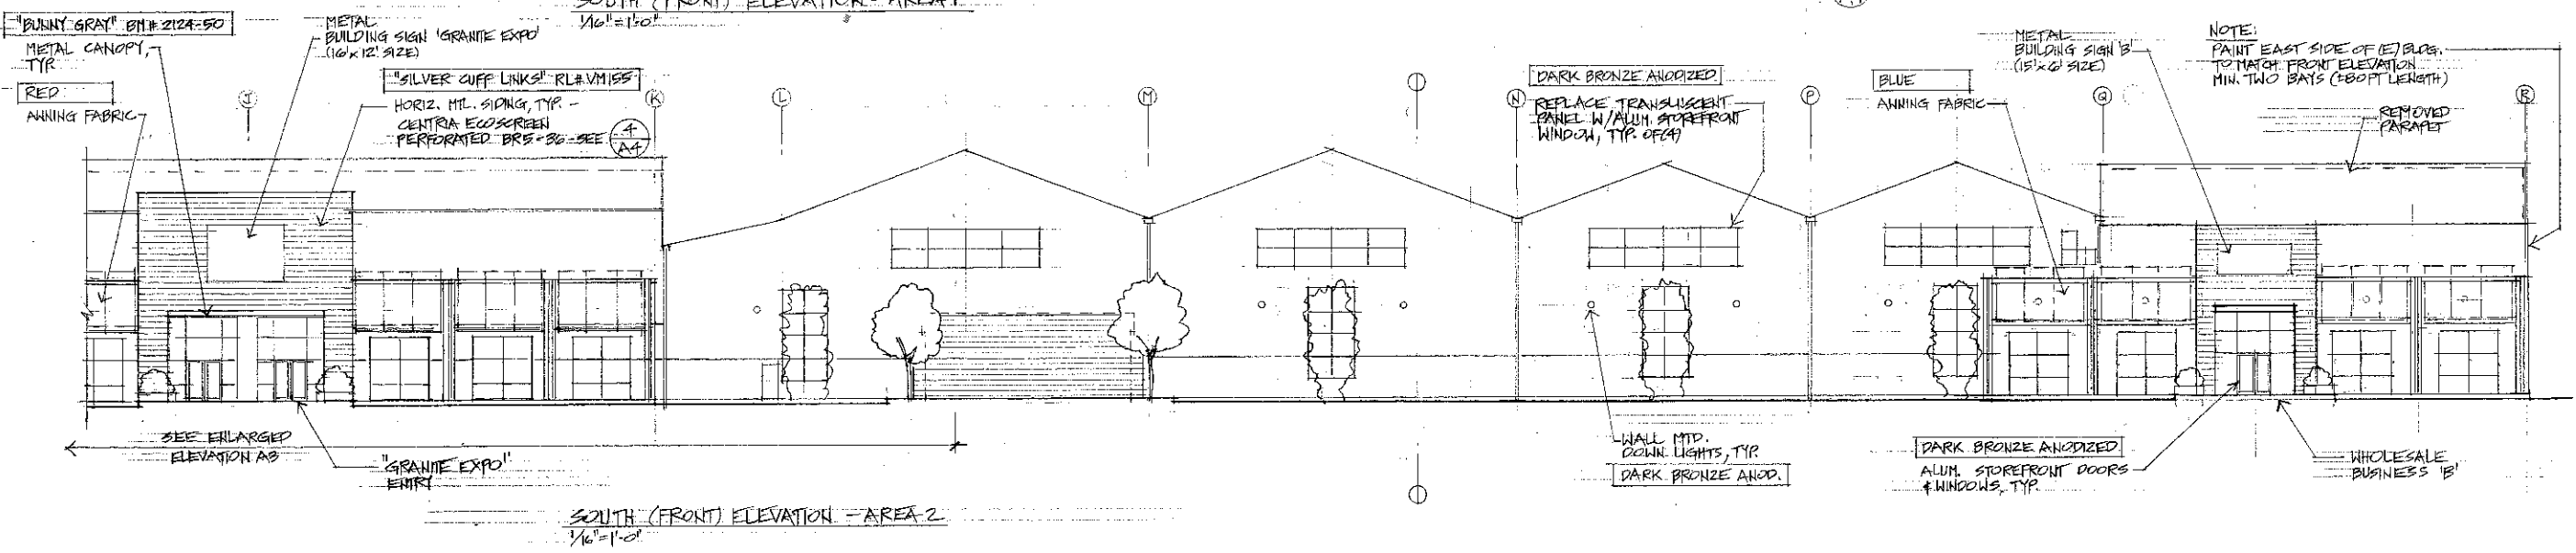 SOUTH (FRONT) ELEVATION - AREA 1
1/16"=1'-0"
"BUNNY GRAY" BM# 2124-50
METAL CANOPY,
TYP.
RED
AWNING FABRIC
METAL
BUILDING SIGN 'GRANITE EXPO'
(16'x12' SIZE)
"SILVER CUFF LINKS" RL# VM155
HORIZ. MTL. SIDING, TYP. -
CENTRIA ECOSCREEN
PERFORATED BR5-36 - SEE
4
A4
J
K
L
M
N
P
Q
R
DARK BRONZE ANODIZED
REPLACE TRANSLUSCENT
PANEL W/ALUM. STOREFRONT
WINDOW, TYP. OF(4)
BLUE
AWNING FABRIC
METAL
BUILDING SIGN 'B'
(15'x6' SIZE)
NOTE:
PAINT EAST SIDE OF (E) BLDG.
TO MATCH FRONT ELEVATION
MIN. TWO BAYS (±80 FT LENGTH)
REMOVED
PARAPET
SEE ENLARGED
ELEVATION A3
"GRANITE EXPO"
ENTRY
WALL MTD.
DOWN LIGHTS, TYP.
DARK BRONZE ANOD.
DARK BRONZE ANODIZED
ALUM. STOREFRONT DOORS
& WINDOWS, TYP.
WHOLESALE
BUSINESS 'B'
SOUTH (FRONT) ELEVATION - AREA 2
1/16"=1'-0"